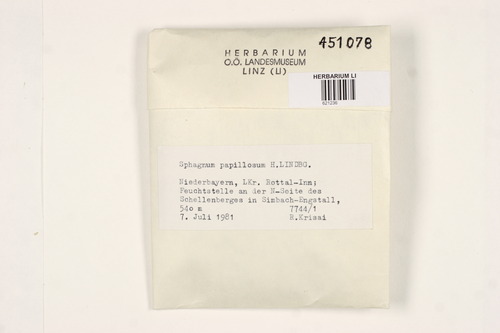 HERBARIUM
O.Ö. LANDESMUSEUM
LINZ (LI)
451078
HERBARIUM LI
621236
Sphagnum papillosum H.LINDBG.
Niederbayern, LKr. Rottal-Inn;
Feuchtstelle an der N-Seite des
Schellenberges in Simbach-Engstall,
540 m 7744/1
7. Juli 1981 R.Krisai